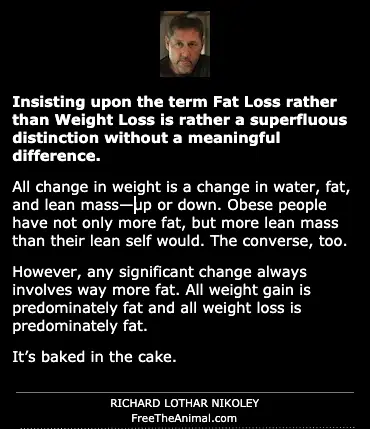 Insisting upon the term Fat Loss rather
than Weight Loss is rather a superfluous
distinction without a meaningful
difference.
All change in weight is a change in water, fat,
and lean mass—up or down. Obese people
have not only more fat, but more lean mass
than their lean self would. The converse, too.
However, any significant change always
involves way more fat. All weight gain is
predominately fat and all weight loss is
predominately fat.
It’s baked in the cake.
RICHARD LOTHAR NIKOLEY
FreeTheAnimal.com